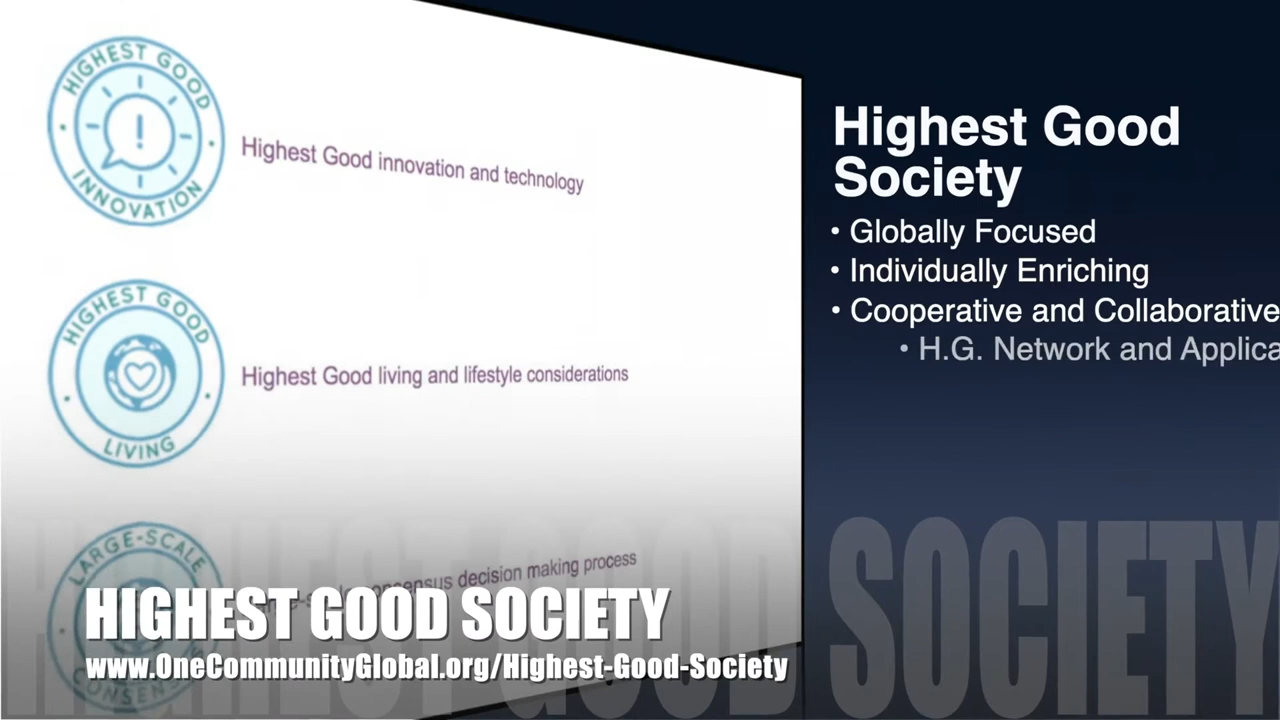 HIGHEST GOOD
INNOVATION
Highest Good innovation and technology
HIGHEST GOOD
LIVING
Highest Good living and lifestyle considerations
LARGE-SCALE
consensus decision making process
Highest Good
Society
• Globally Focused
• Individually Enriching
• Cooperative and Collaborative
• H.G. Network and Applica
HIGHEST GOOD SOCIETY
HIGHEST GOOD SOCIETY
www.OneCommunityGlobal.org/Highest-Good-Society